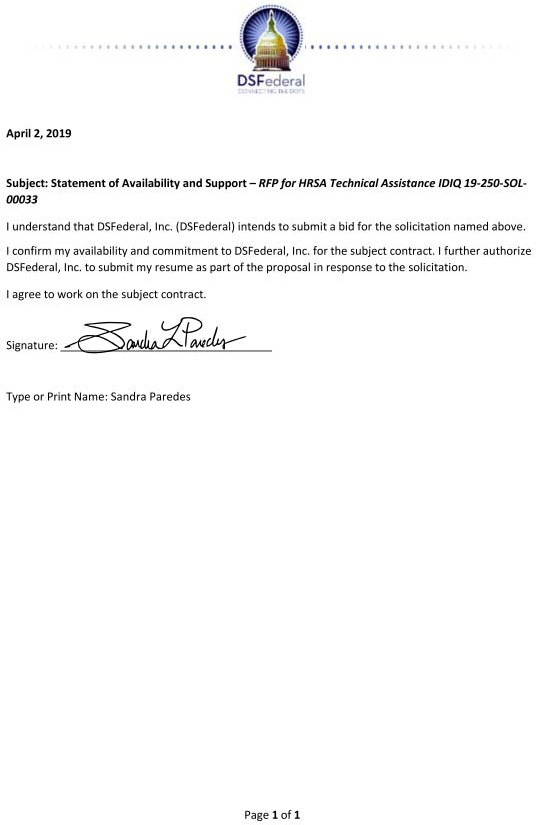 DSFederal
CONNECTING THE DOTS
April 2, 2019
Subject: Statement of Availability and Support – RFP for HRSA Technical Assistance IDIQ 19-250-SOL-
00033
I understand that DSFederal, Inc. (DSFederal) intends to submit a bid for the solicitation named above.
I confirm my availability and commitment to DSFederal, Inc. for the subject contract. I further authorize
DSFederal, Inc. to submit my resume as part of the proposal in response to the solicitation.
I agree to work on the subject contract.
Signature: Sandra L Paredes
Type or Print Name: Sandra Paredes
Page 1 of 1